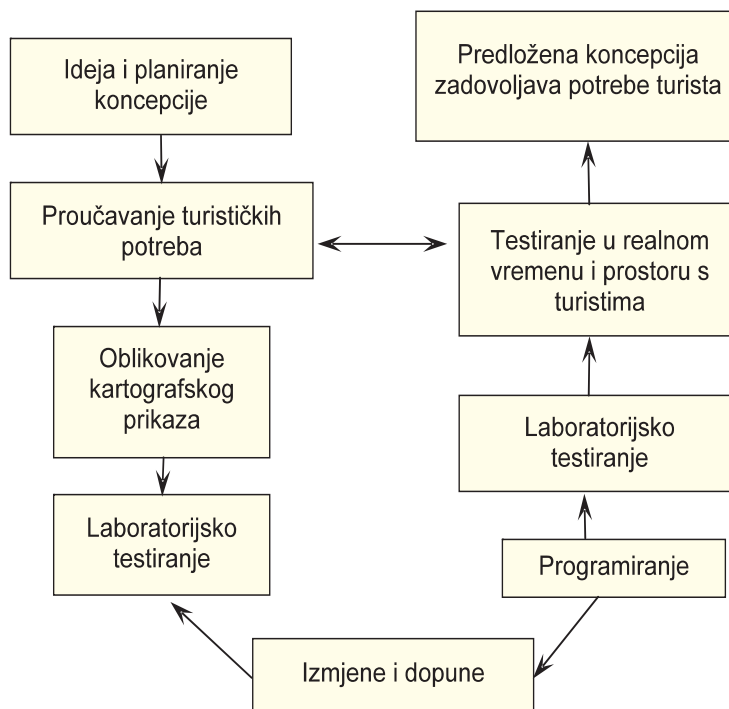 Ideja i planiranje
koncepcije
Proučavanje turističkih
potreba
Oblikovanje
kartografskog
prikaza
Laboratorijsko
testiranje
Izmjene i dopune
Programiranje
Laboratorijsko
testiranje
Testiranje u realnom
vremenu i prostoru s
turistima
Predložena koncepcija
zadovoljava potrebe turista